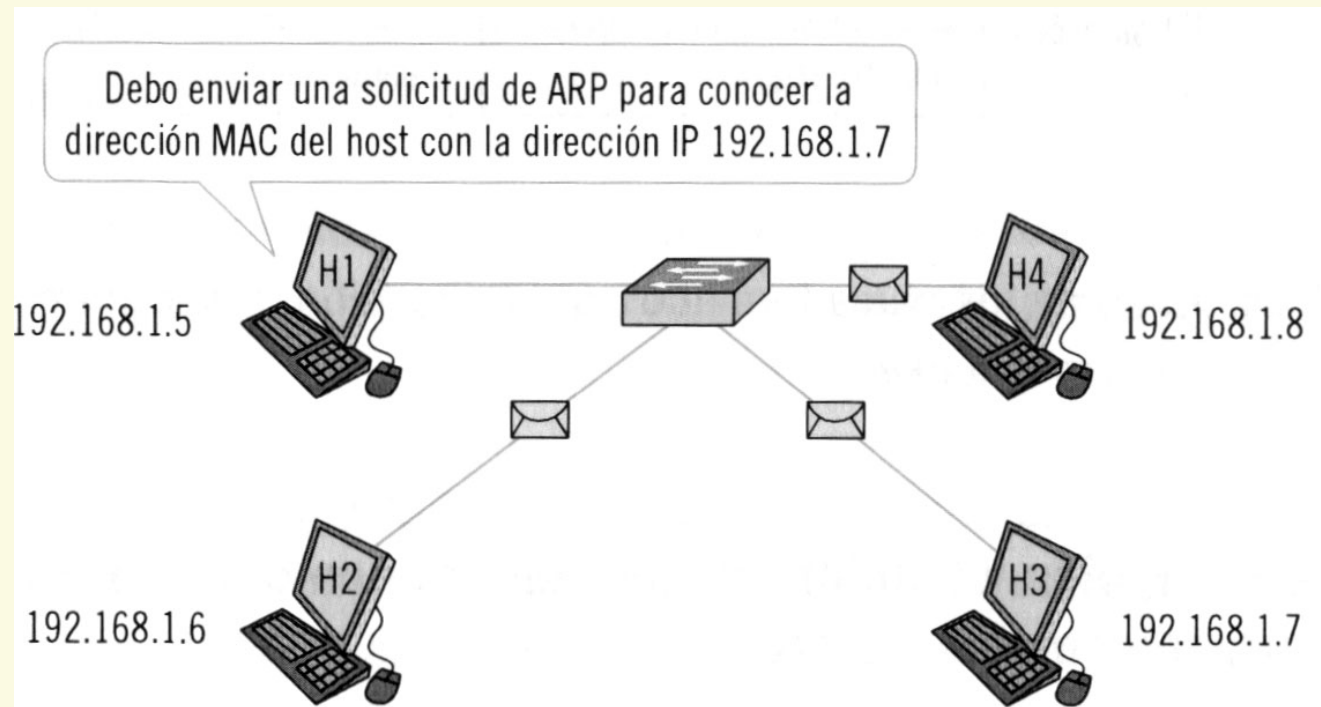 Debo enviar una solicitud de ARP para conocer la
dirección MAC del host con la dirección IP 192.168.1.7
H1
H4
192.168.1.5
192.168.1.8
H2
H3
192.168.1.6
192.168.1.7